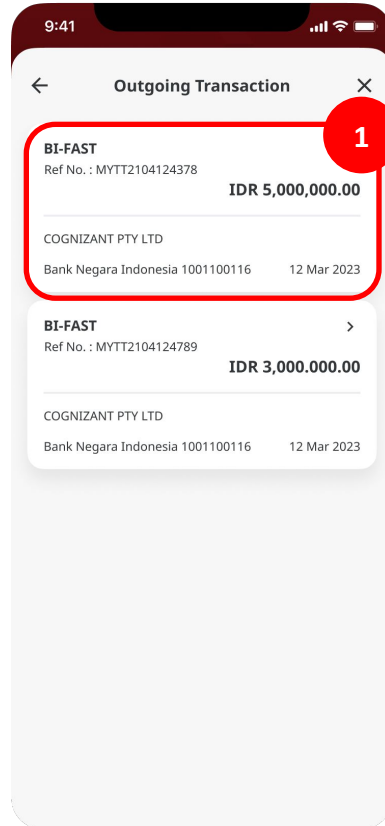 9:41
Outgoing Transaction
1
BI-FAST
Ref No. : MYTT2104124378
IDR 5,000,000.00
COGNIZANT PTY LTD
Bank Negara Indonesia 1001100116 12 Mar 2023
BI-FAST
Ref No. : MYTT2104124789
IDR 3,000.000.00
COGNIZANT PTY LTD
Bank Negara Indonesia 1001100116 12 Mar 2023